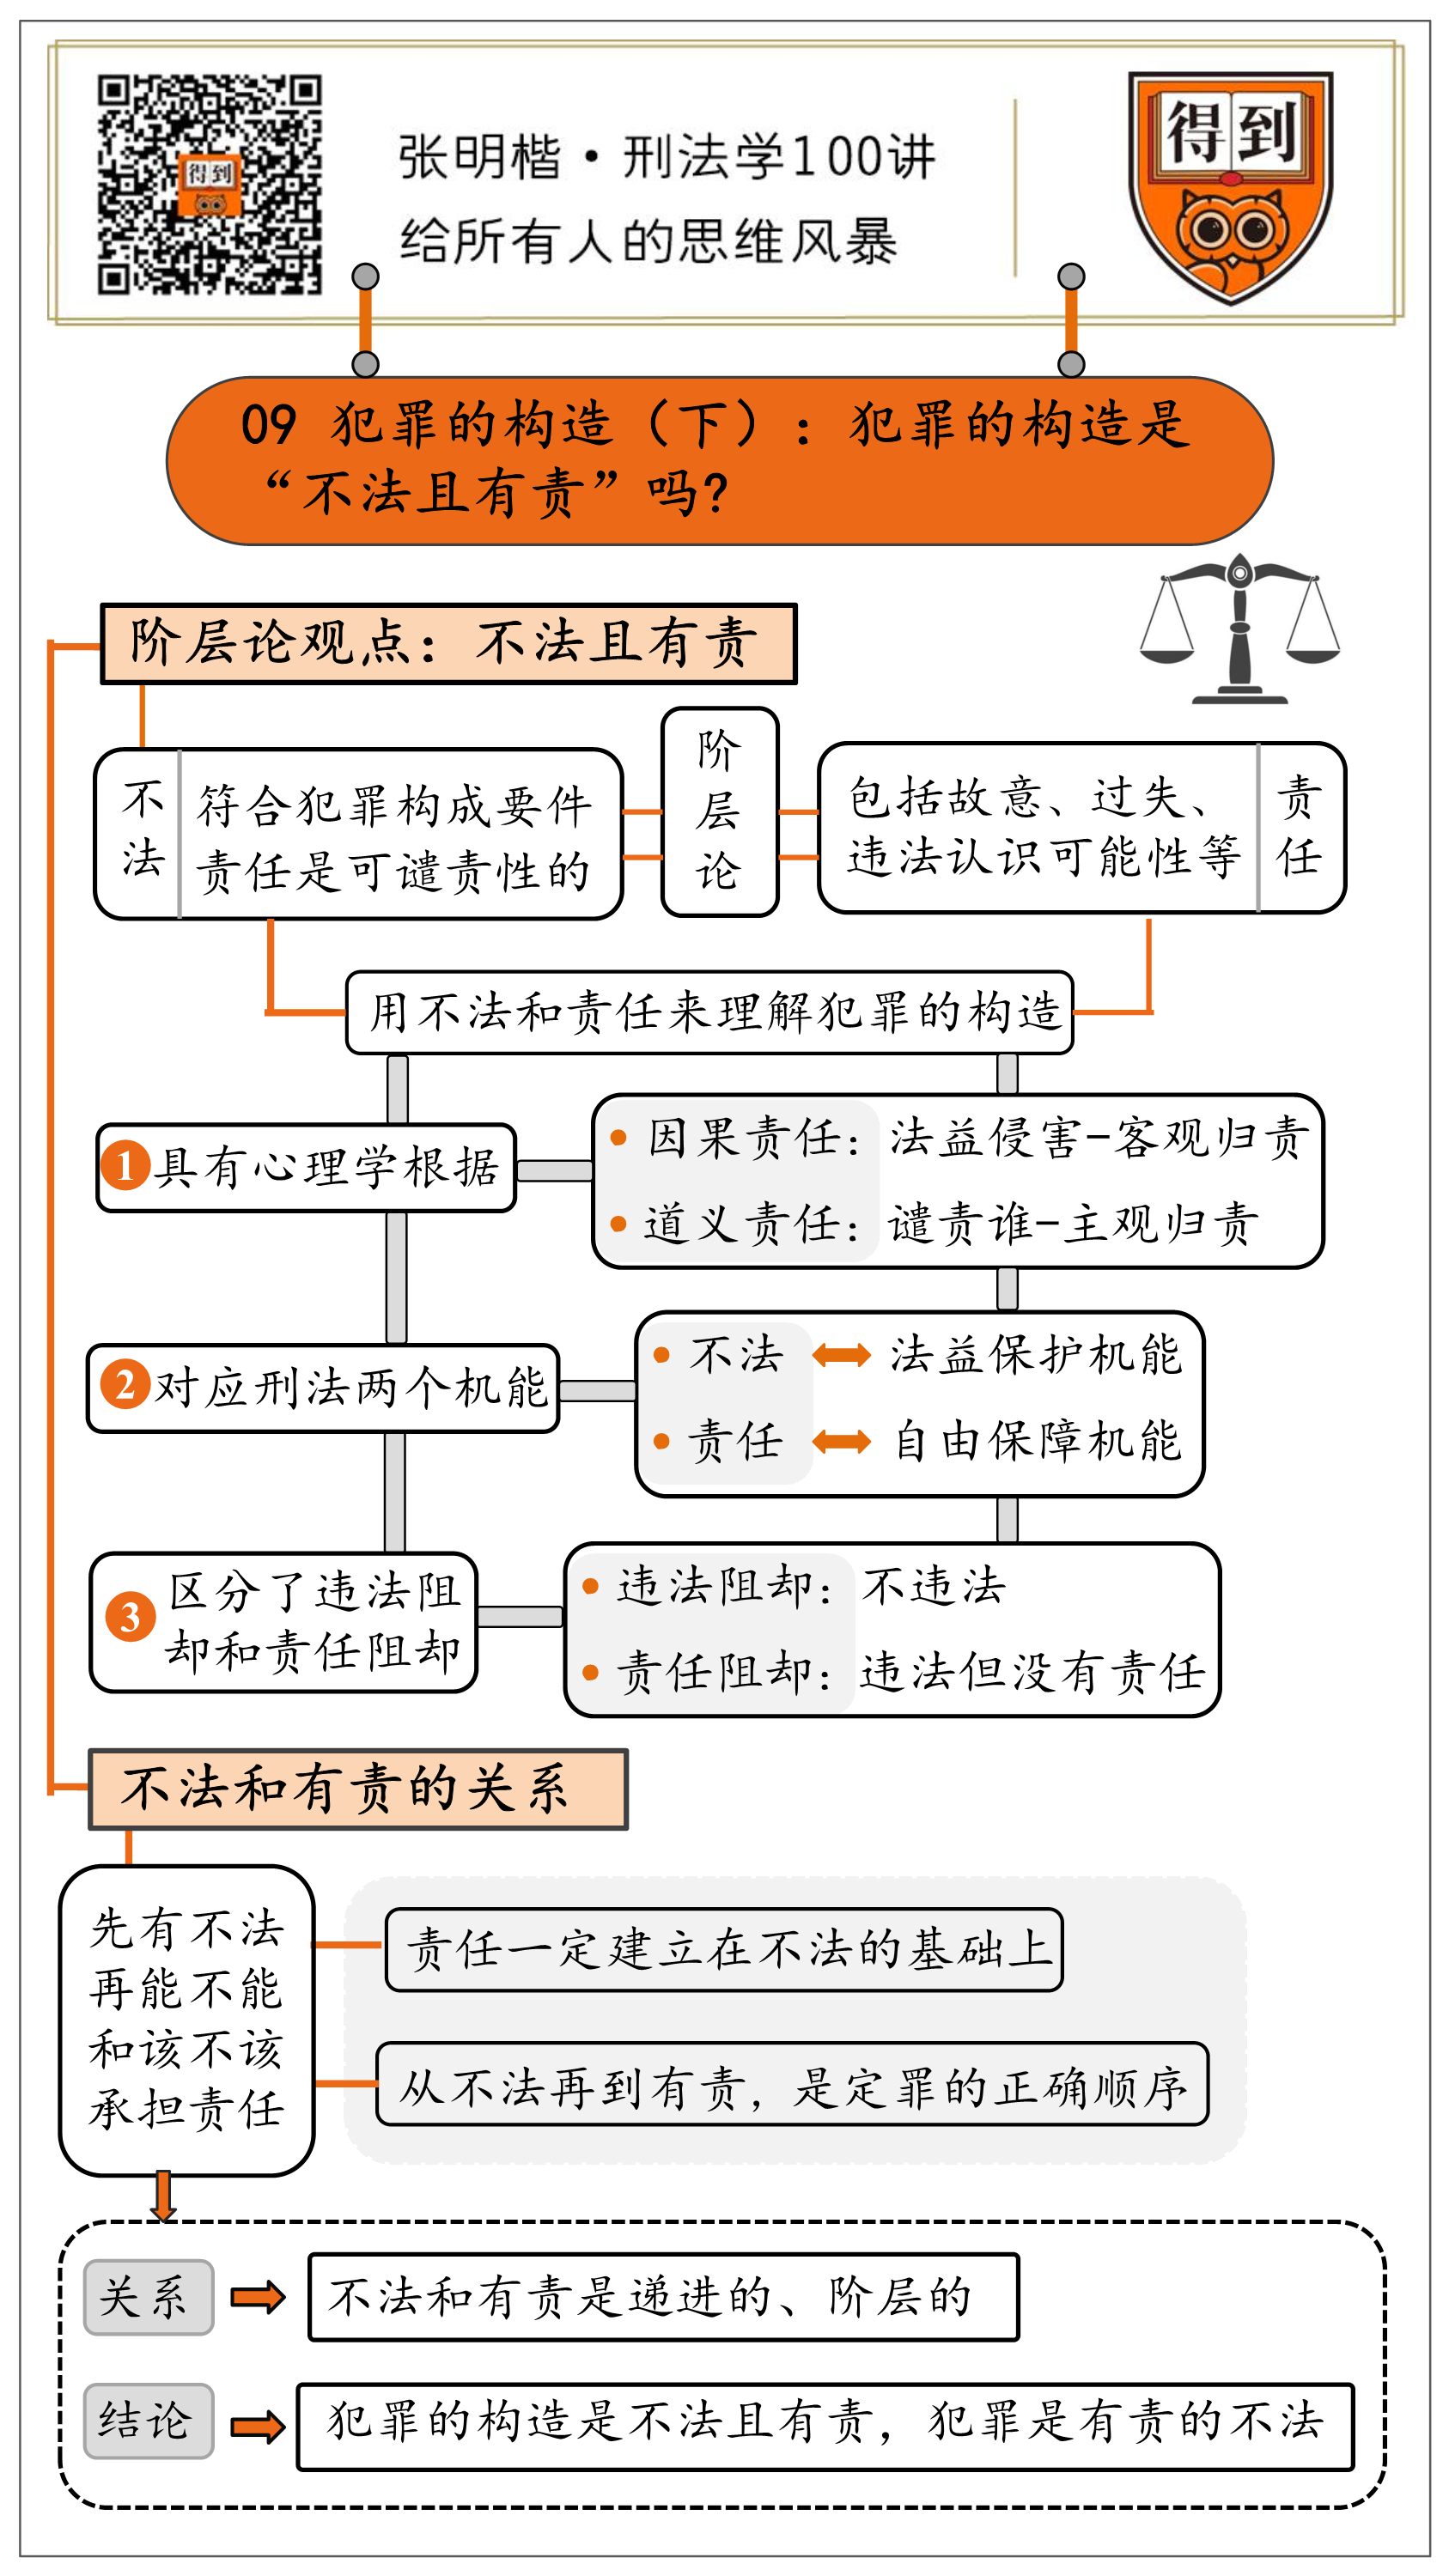 得到
张明楷·刑法学100讲
给所有人的思维风暴
得到
09 犯罪的构造（下）：犯罪的构造是
“不法且有责”吗？
阶层论观点：不法且有责
不法
符合犯罪构成要件
责任是可谴责性的
阶层论
包括故意、过失、
违法认识可能性等
责任
用不法和责任来理解犯罪的构造
1 具有心理学根据
因果责任：法益侵害-客观归责
道义责任：谴责谁-主观归责
2 对应刑法两个机能
不法 法益保护机能
责任 自由保障机能
3 区分了违法阻
却和责任阻却
违法阻却：不违法
责任阻却：违法但没有责任
不法和有责的关系
先有不法
再能不能
和该不该
承担责任
责任一定建立在不法的基础上
从不法再到有责，是定罪的正确顺序
关系
不法和有责是递进的、阶层的
结论
犯罪的构造是不法且有责，犯罪是有责的不法